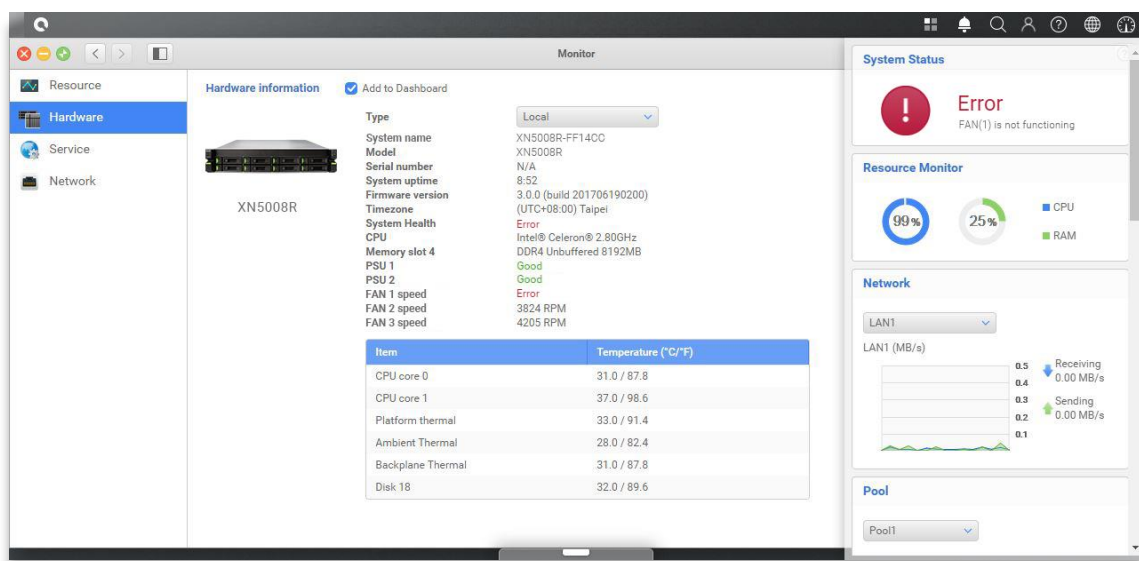 Monitor
Resource
Hardware
Service
Network
Hardware information
Add to Dashboard
XN5008R
Type Local
System name XN5008R-FF14CC
Model XN5008R
Serial number N/A
System uptime 8:52
Firmware version 3.0.0 (build 201706190200)
Timezone (UTC+08:00) Taipei
System Health Error
CPU Intel® Celeron® 2.80GHz
Memory slot 4 DDR4 Unbuffered 8192MB
PSU 1 Good
PSU 2 Good
FAN 1 speed Error
FAN 2 speed 3824 RPM
FAN 3 speed 4205 RPM
Item Temperature (°C/°F)
CPU core 0 31.0 / 87.8
CPU core 1 37.0 / 98.6
Platform thermal 33.0 / 91.4
Ambient Thermal 28.0 / 82.4
Backplane Thermal 31.0 / 87.8
Disk 18 32.0 / 89.6
System Status
Error
FAN(1) is not functioning
Resource Monitor
99%
25%
CPU
RAM
Network
LAN1
LAN1 (MB/s)
0.5
0.4
0.3
0.2
0.1
Receiving
0.00 MB/s
Sending
0.00 MB/s
Pool
Pool1